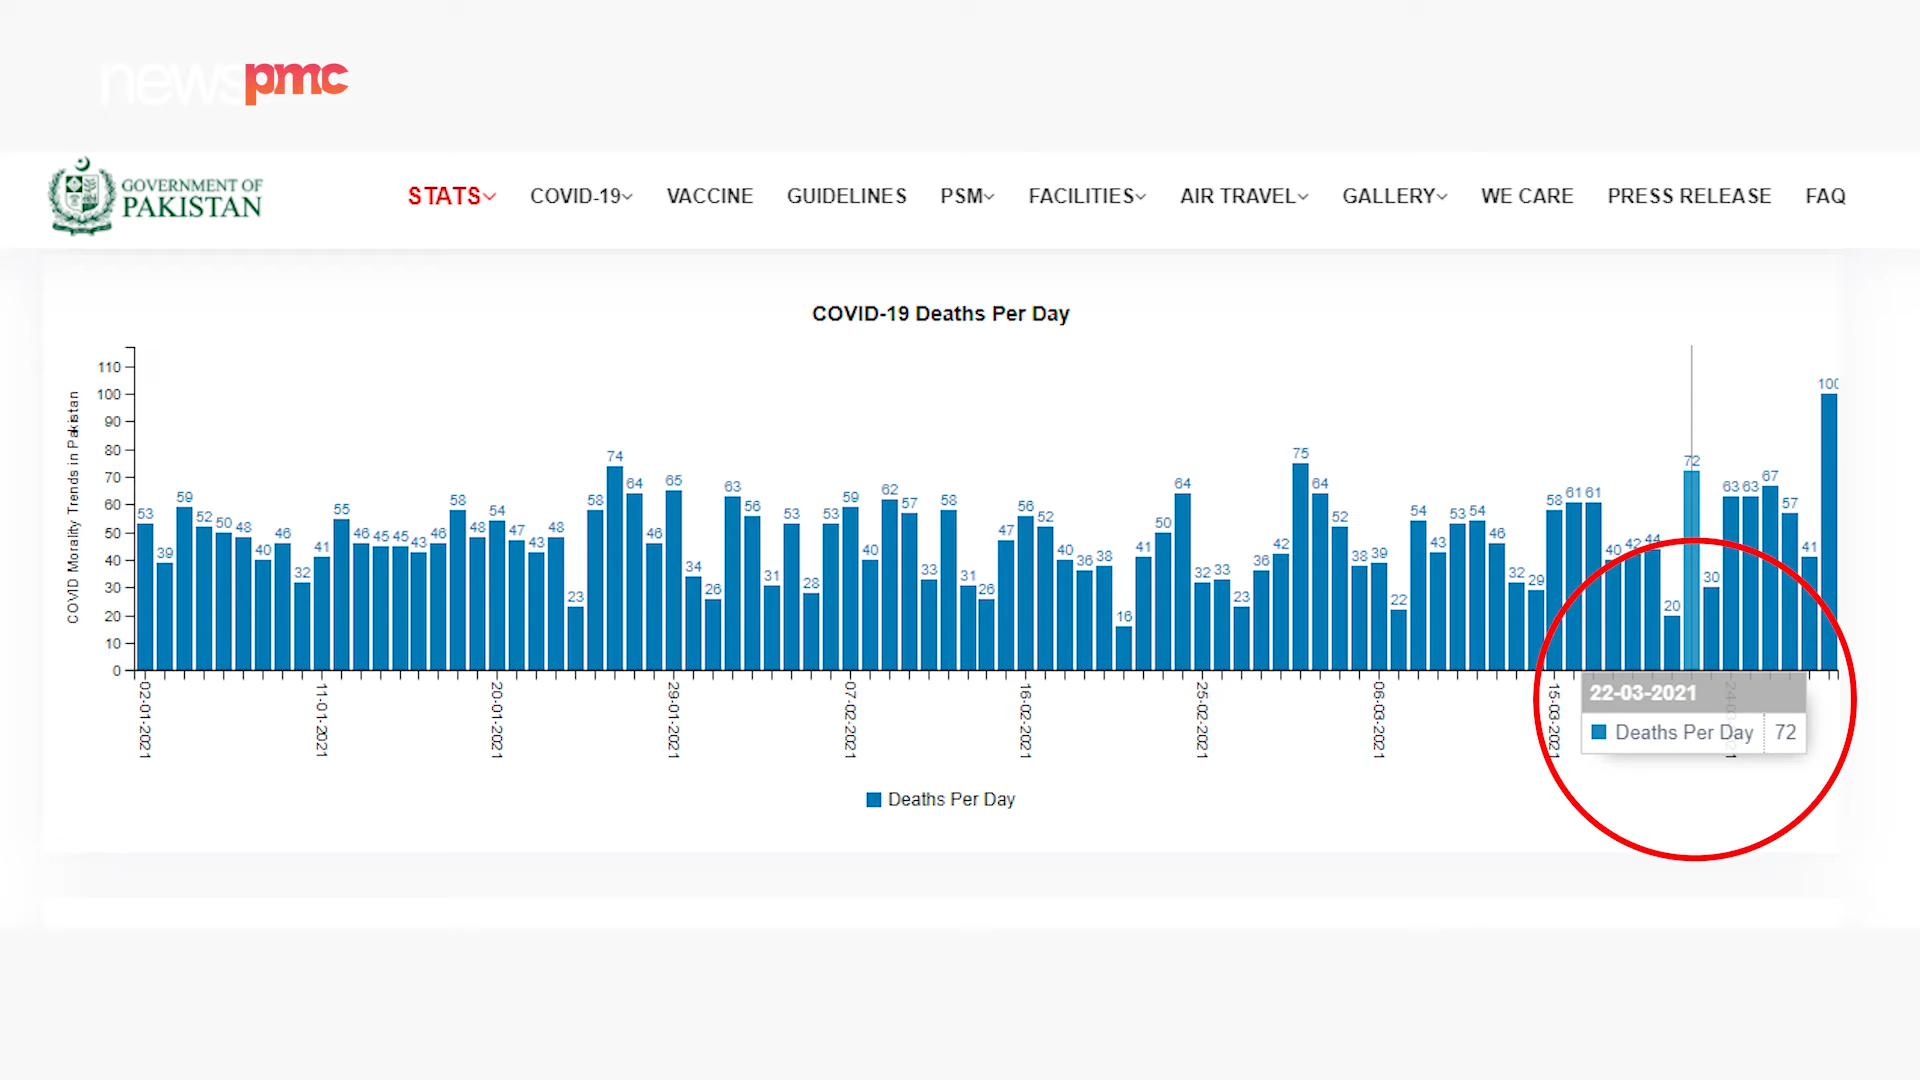 newspmc
GOVERNMENT OF
PAKISTAN
STATS COVID-19 VACCINE GUIDELINES PSM FACILITIES AIR TRAVEL GALLERY WE CARE PRESS RELEASE FAQ
COVID-19 Deaths Per Day
COVID Morality Trends in Pakistan
110
100
90
80
70
60
50
40
30
20
10
0
53 39 59 52 50 48 40 46 32 41 55 46 45 45 43 46 58 48 54 47 43 48 23 58 74 64 46 65 34 26 63 56 31 53 28 53 59 40 62 57 33 58 31 26 47 56 52 40 36 38 16 41 50 64 32 33 23 36 42 75 64 52 38 39 22 54 43 53 54 46 32 29 58 61 61 40 42 44 20 72 30 63 63 67 57 41 100
02-01-2021 11-01-2021 20-01-2021 29-01-2021 07-02-2021 16-02-2021 25-02-2021 06-03-2021 15-03-2021 24-03-2021
22-03-2021
Deaths Per Day 72
Deaths Per Day